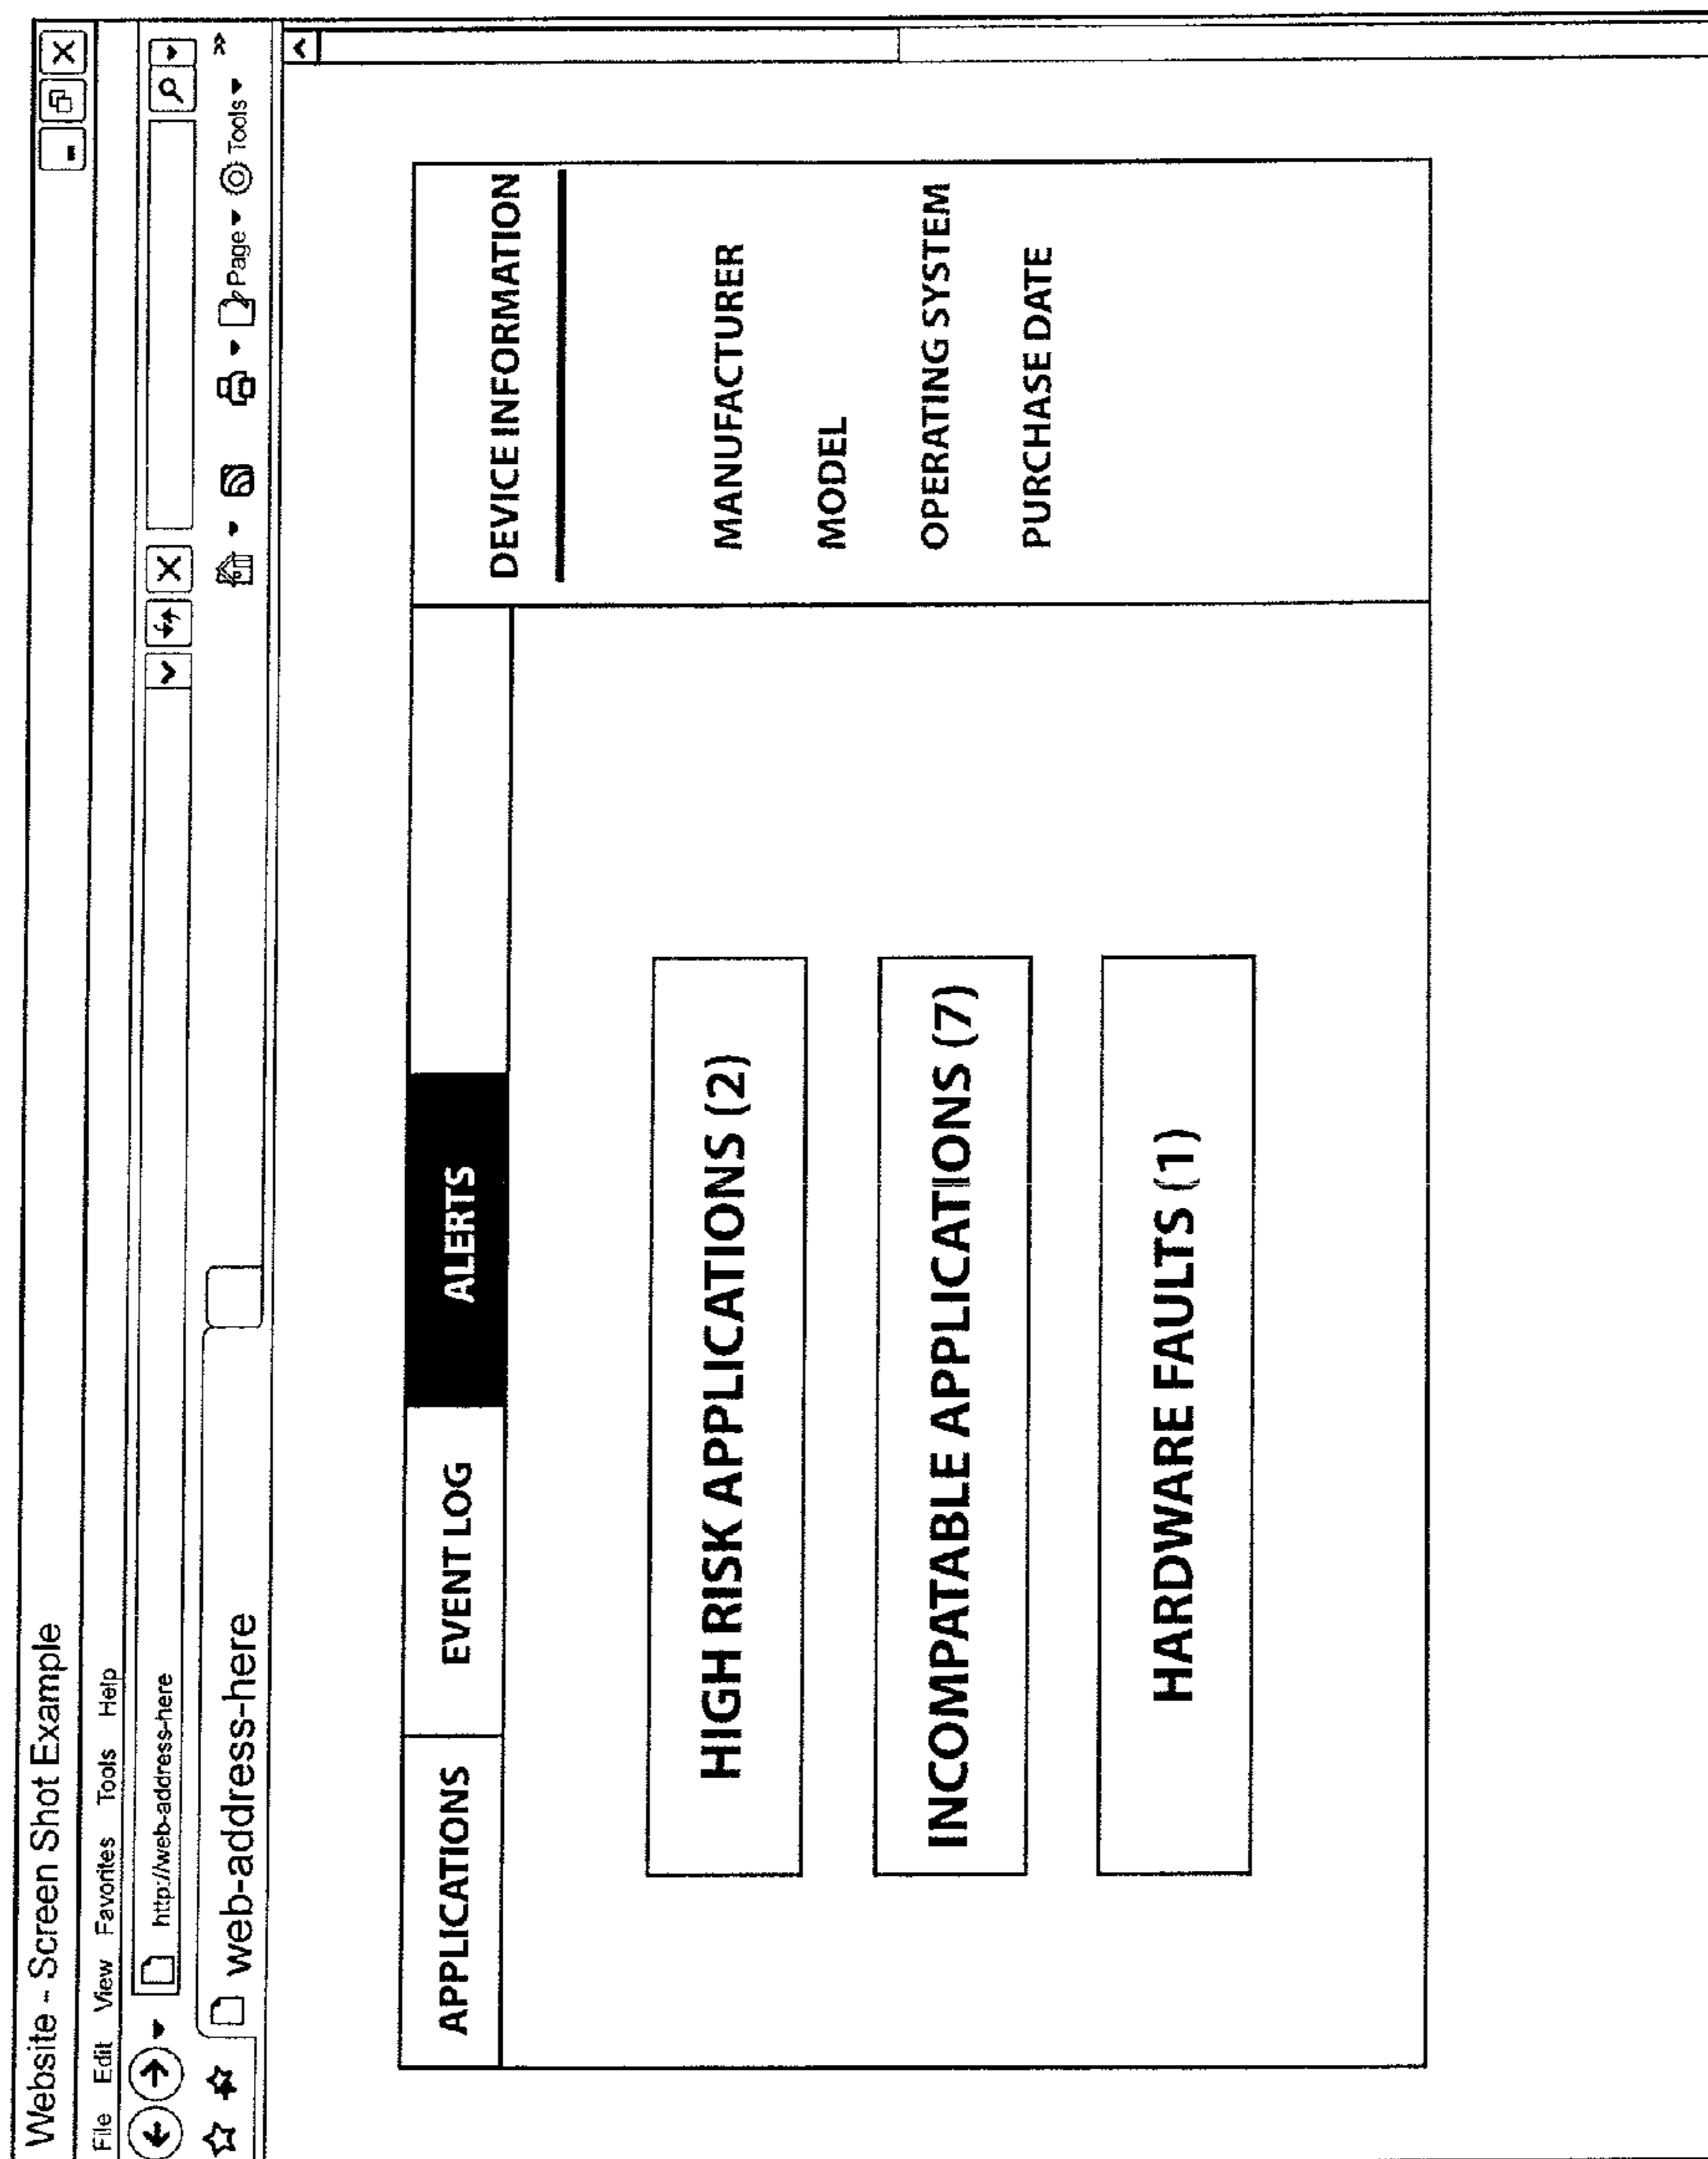 Website - Screen Shot Example
File Edit View Favorites Tools Help
http://web-address-here
web-address-here
Page Tools
APPLICATIONS EVENT LOG ALERTS
DEVICE INFORMATION
HIGH RISK APPLICATIONS (2)
INCOMPATABLE APPLICATIONS (7)
HARDWARE FAULTS (1)
MANUFACTURER
MODEL
OPERATING SYSTEM
PURCHASE DATE